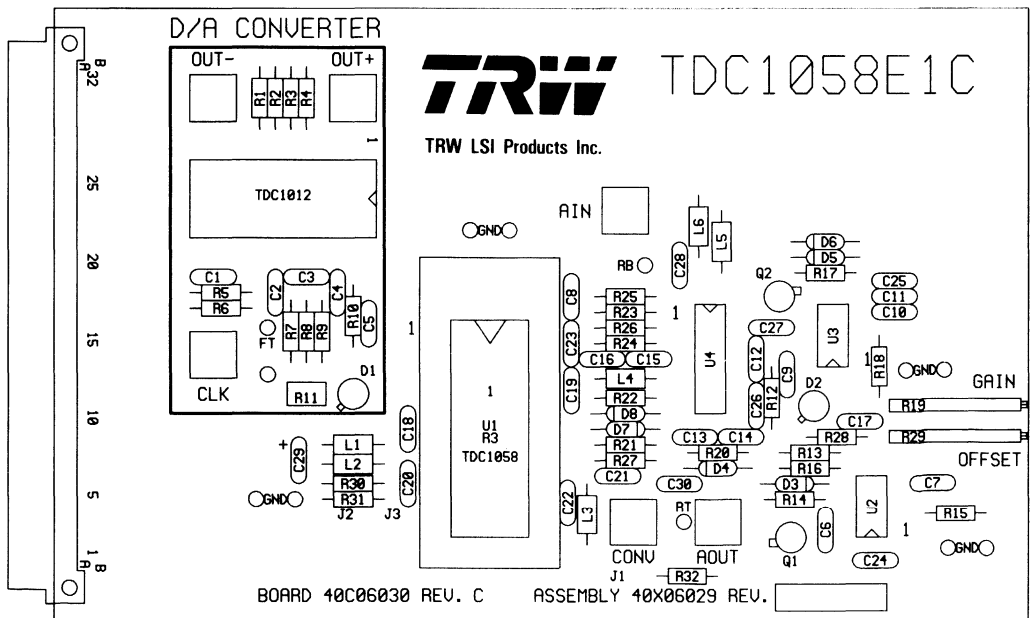 D/A CONVERTER
OUT-
OUT+
R1
R2
R3
R4
1
TDC1012
C1
R5
R6
C2
C3
C4
R7
R8
R9
R10
C5
FT
CLK
R11
D1
B
A
32
25
20
15
10
5
1
A
B
TRW
TRW LSI Products Inc.
TDC1058E1C
AIN
GND
RB
C28
L6
L5
D6
D5
R17
Q2
C25
C11
C10
1
1
U1
R3
TDC1058
C8
C23
C19
R25
R23
R26
R24
C16
C15
L4
R22
D8
D7
R21
R27
C21
1
U4
C27
C12
C26
R12
C9
D2
U3
1
R18
GND
GAIN
R19
R29
OFFSET
C17
R28
C13
C14
R20
D4
R13
R16
D3
R14
C30
C18
C20
+
C29
L1
L2
R30
R31
GND
J2
J3
C22
L3
CONV
RT
AOUT
J1
R32
Q1
C6
U2
1
C7
R15
GND
C24
BOARD 40C06030 REV. C
ASSEMBLY 40X06029 REV.